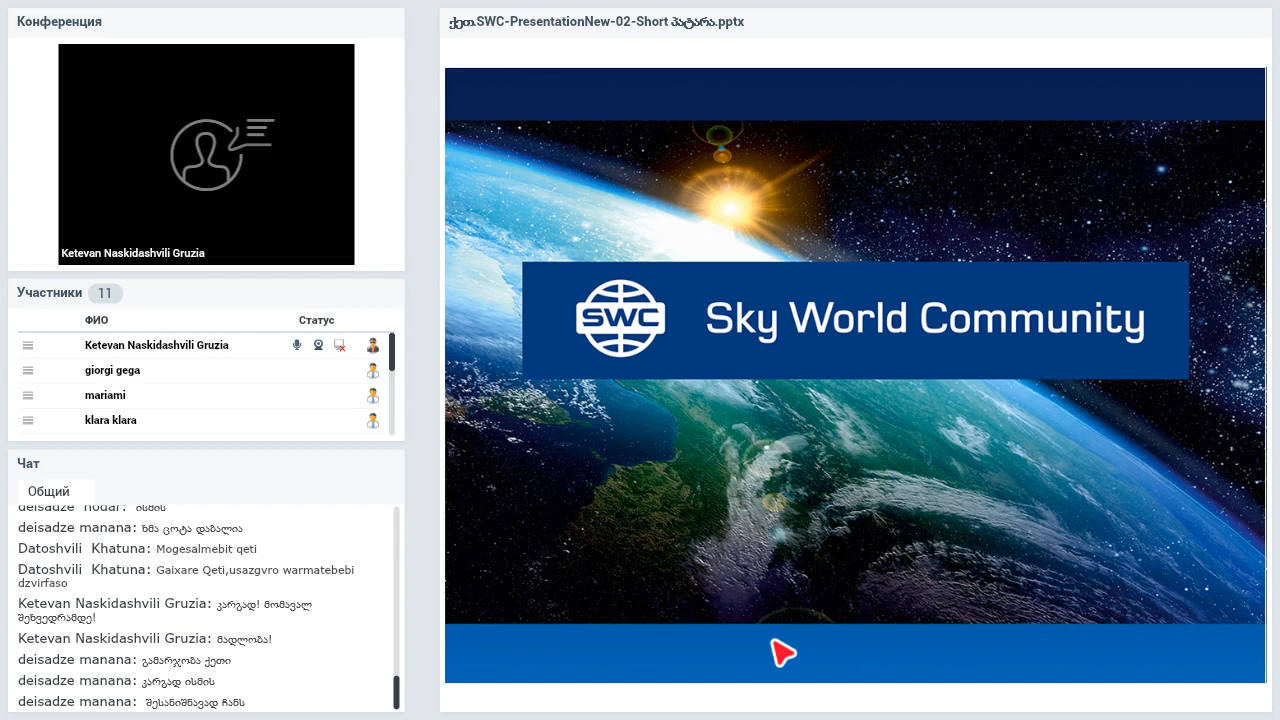 Конференция
Ketevan Naskidashvili Gruzia
Участники 11
ФИО Статус
Ketevan Naskidashvili Gruzia
giorgi gega
mariami
klara klara
Чат
Общий
deisadze nodar: ისმის
deisadze manana: ხმა ცოტა დაბალია
Datoshvili Khatuna: Mogesalmebit qeti
Datoshvili Khatuna: Gaixare Qeti,usazgvro warmatebebi
dzvirfaso
Ketevan Naskidashvili Gruzia: კარგად! მომავალ
შეხვედრამდე!
Ketevan Naskidashvili Gruzia: მადლობა!
deisadze manana: გამარჯობა ქეთი
deisadze manana: კარგად ისმის
deisadze manana: შესანიშნავად ჩანს
ქეთ.SWC-PresentationNew-02-Short პატარა.pptx
SWC Sky World Community